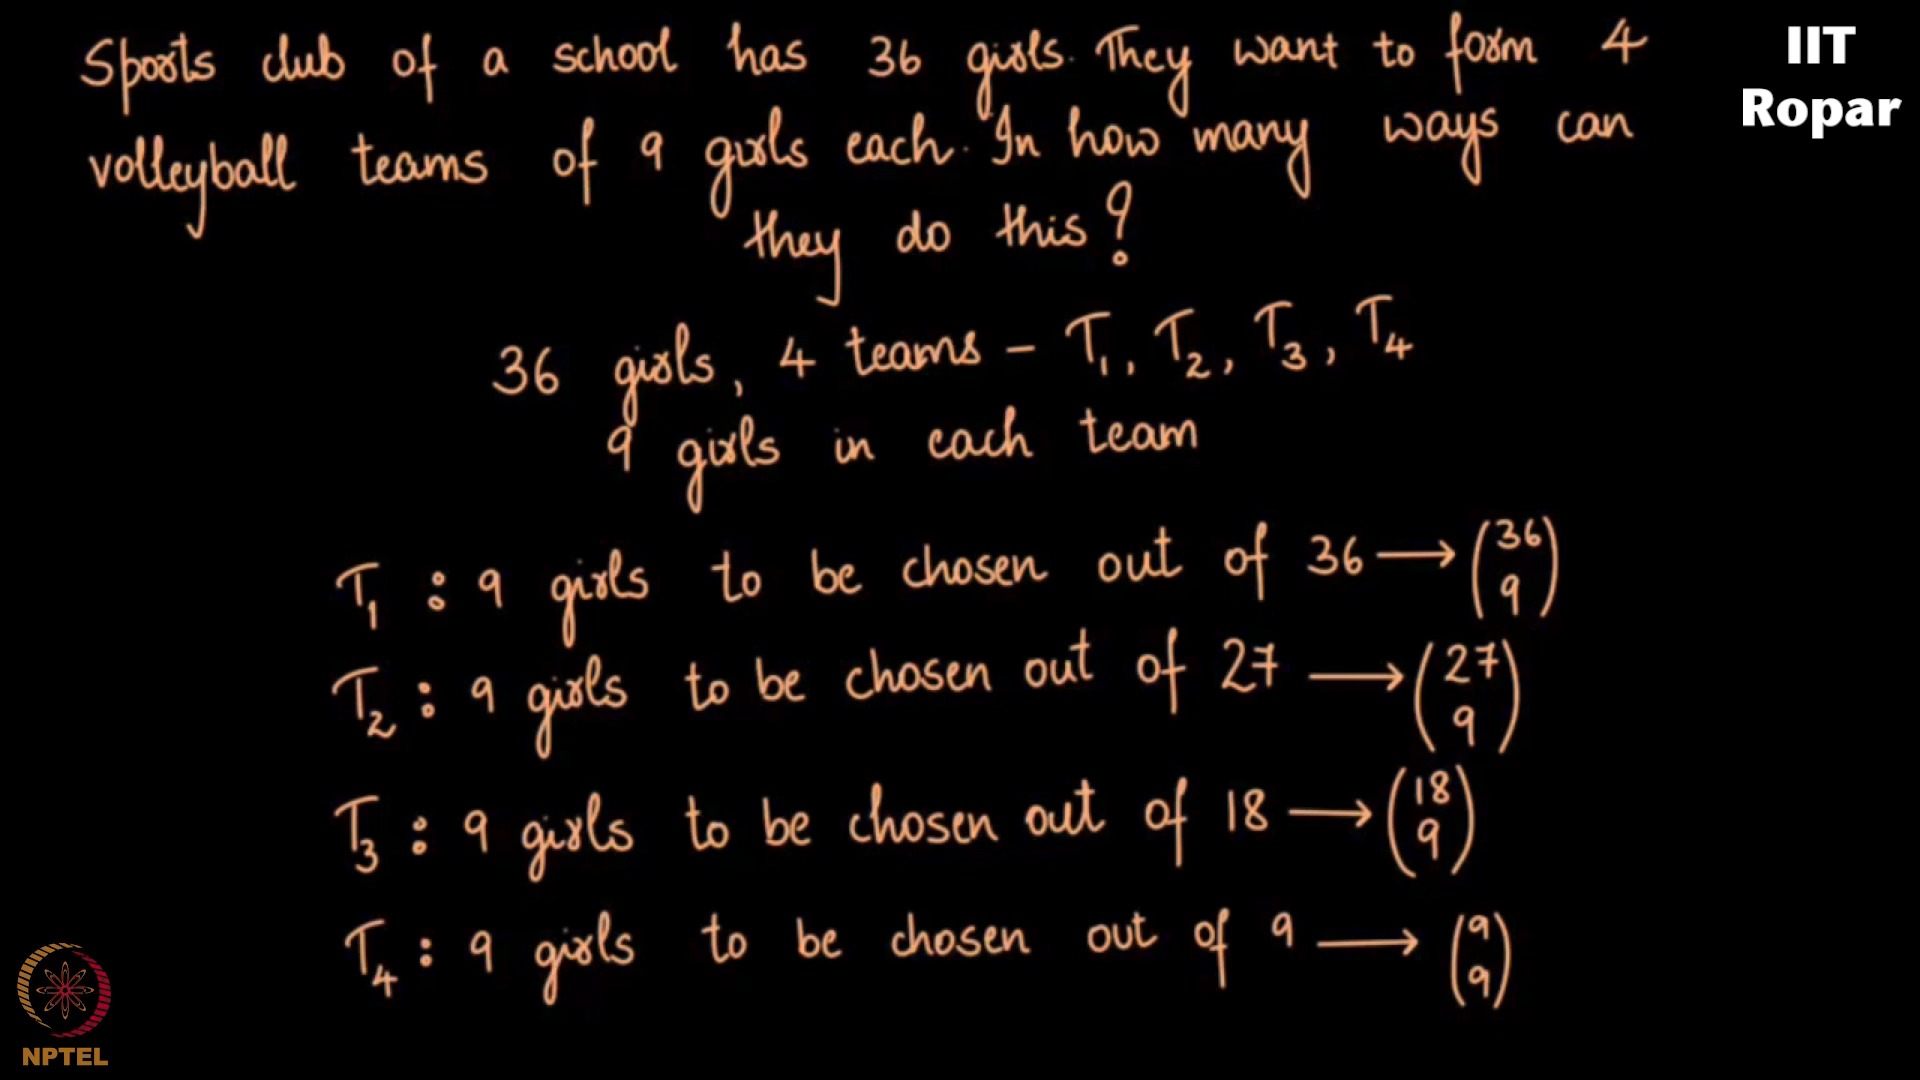 Sports club of a school has 36 girls. They want to form 4
volleyball teams of 9 girls each. In how many ways can
they do this?
36 girls, 4 teams – T₁, T₂, T₃, T₄
9 girls in each team
T₁ : 9 girls to be chosen out of 36 ⟶ (36 9)
T₂ : 9 girls to be chosen out of 27 ⟶ (27 9)
T₃ : 9 girls to be chosen out of 18 ⟶ (18 9)
T₄ : 9 girls to be chosen out of 9 ⟶ (9 9)
IIT
Ropar
NPTEL